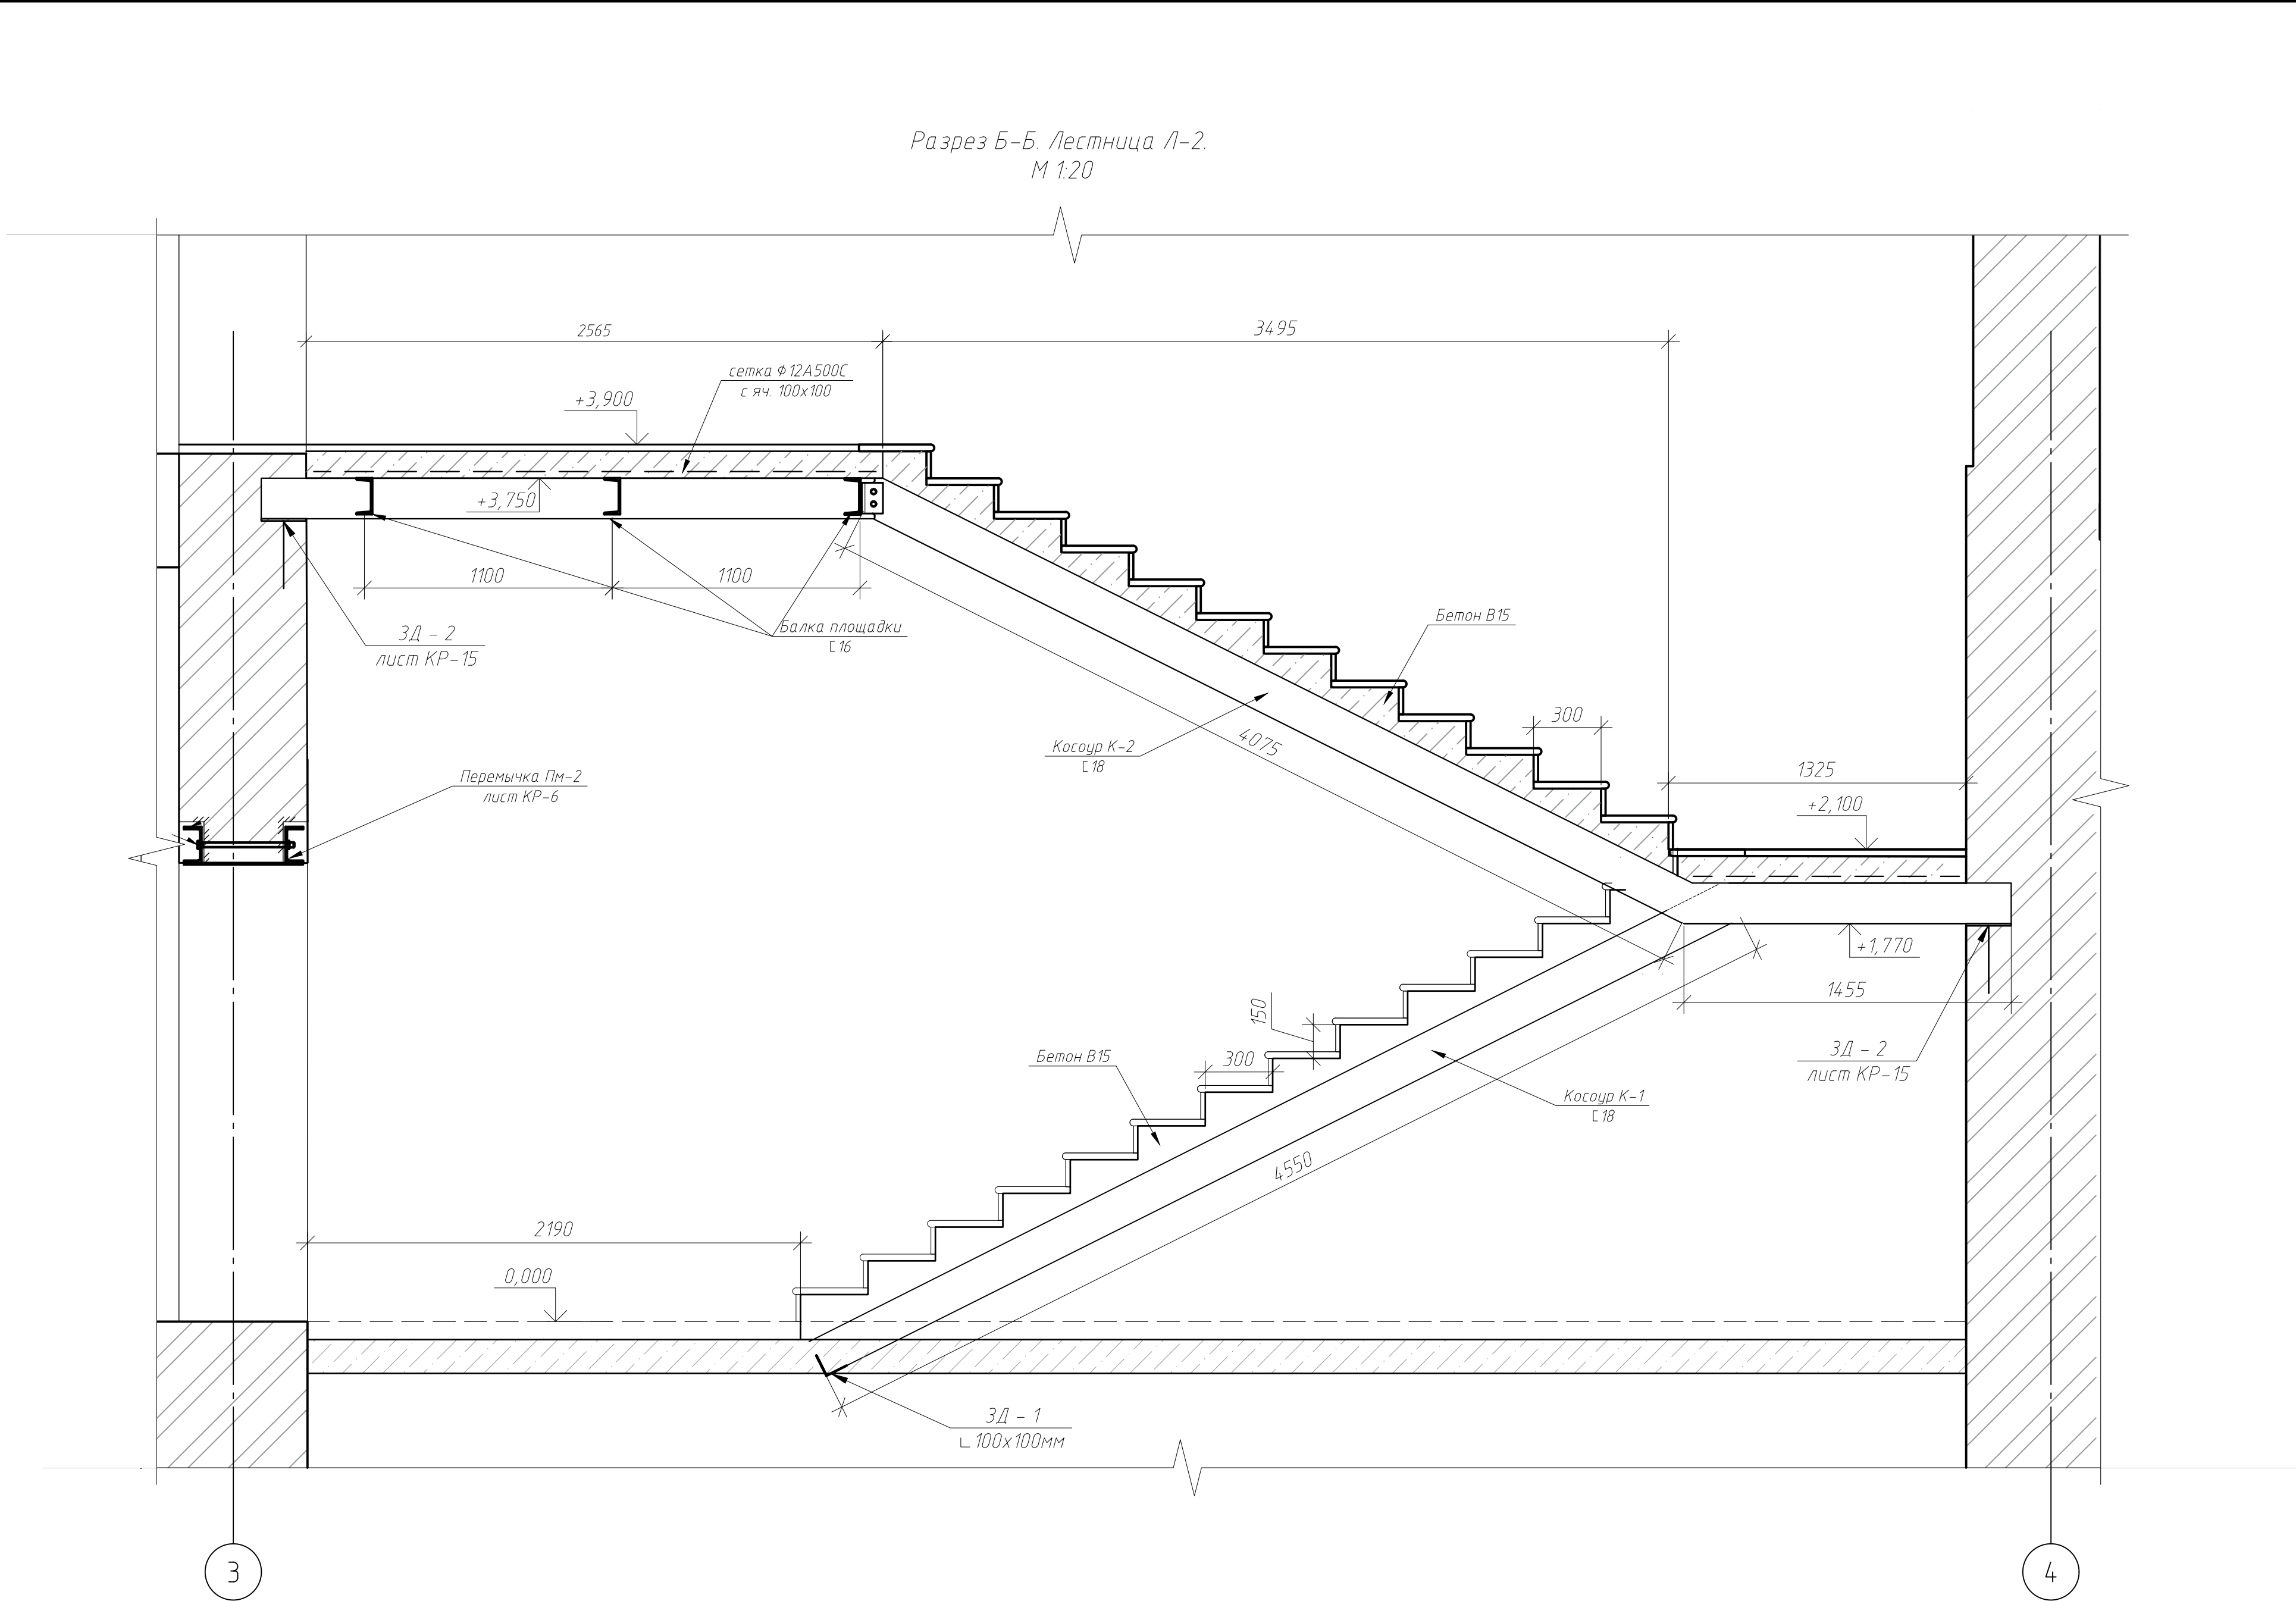 Разрез Б-Б. Лестница Л-2.
М 1:20
2565
3495
сетка Ф12А500С
с яч. 100х100
+3,900
+3,750
1100
1100
Балка площадки
[16
ЗД - 2
лист КР-15
Бетон В15
300
Косоур К-2
[18
4075
1325
+2,100
Перемычка Пм-2
лист КР-6
+1,770
1455
150
300
Бетон В15
ЗД - 2
лист КР-15
Косоур К-1
[18
4550
2190
0,000
ЗД - 1
∟100х100мм
3
4